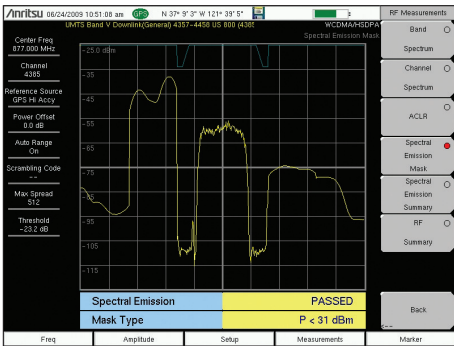 Anritsu 06/24/2009 10:51:08 am GPS N 37° 9' 3" W 121° 39' 5"
RF Measurements
UMTS Band V Downlink(General) 4357-4458 US 800 (4385
WCDMA/HSDPA
Spectral Emission Mask
Center Freq
877.000 MHz
Channel
4385
Reference Source
GPS HI Accy
Power Offset
0.0 dB
Auto Range
On
Scrambling Code
--
Max Spread
512
Threshold
-23.2 dB
-25.0 dBm
-35
-45
-55
-65
-75
-85
-95
-105
-115
Band
Spectrum
Channel
Spectrum
ACLR
Spectral
Emission
Mask
Spectral
Emission
Summary
RF
Summary
Back
<--
Spectral Emission PASSED
Mask Type P < 31 dBm
Freq Amplitude Setup Measurements Marker